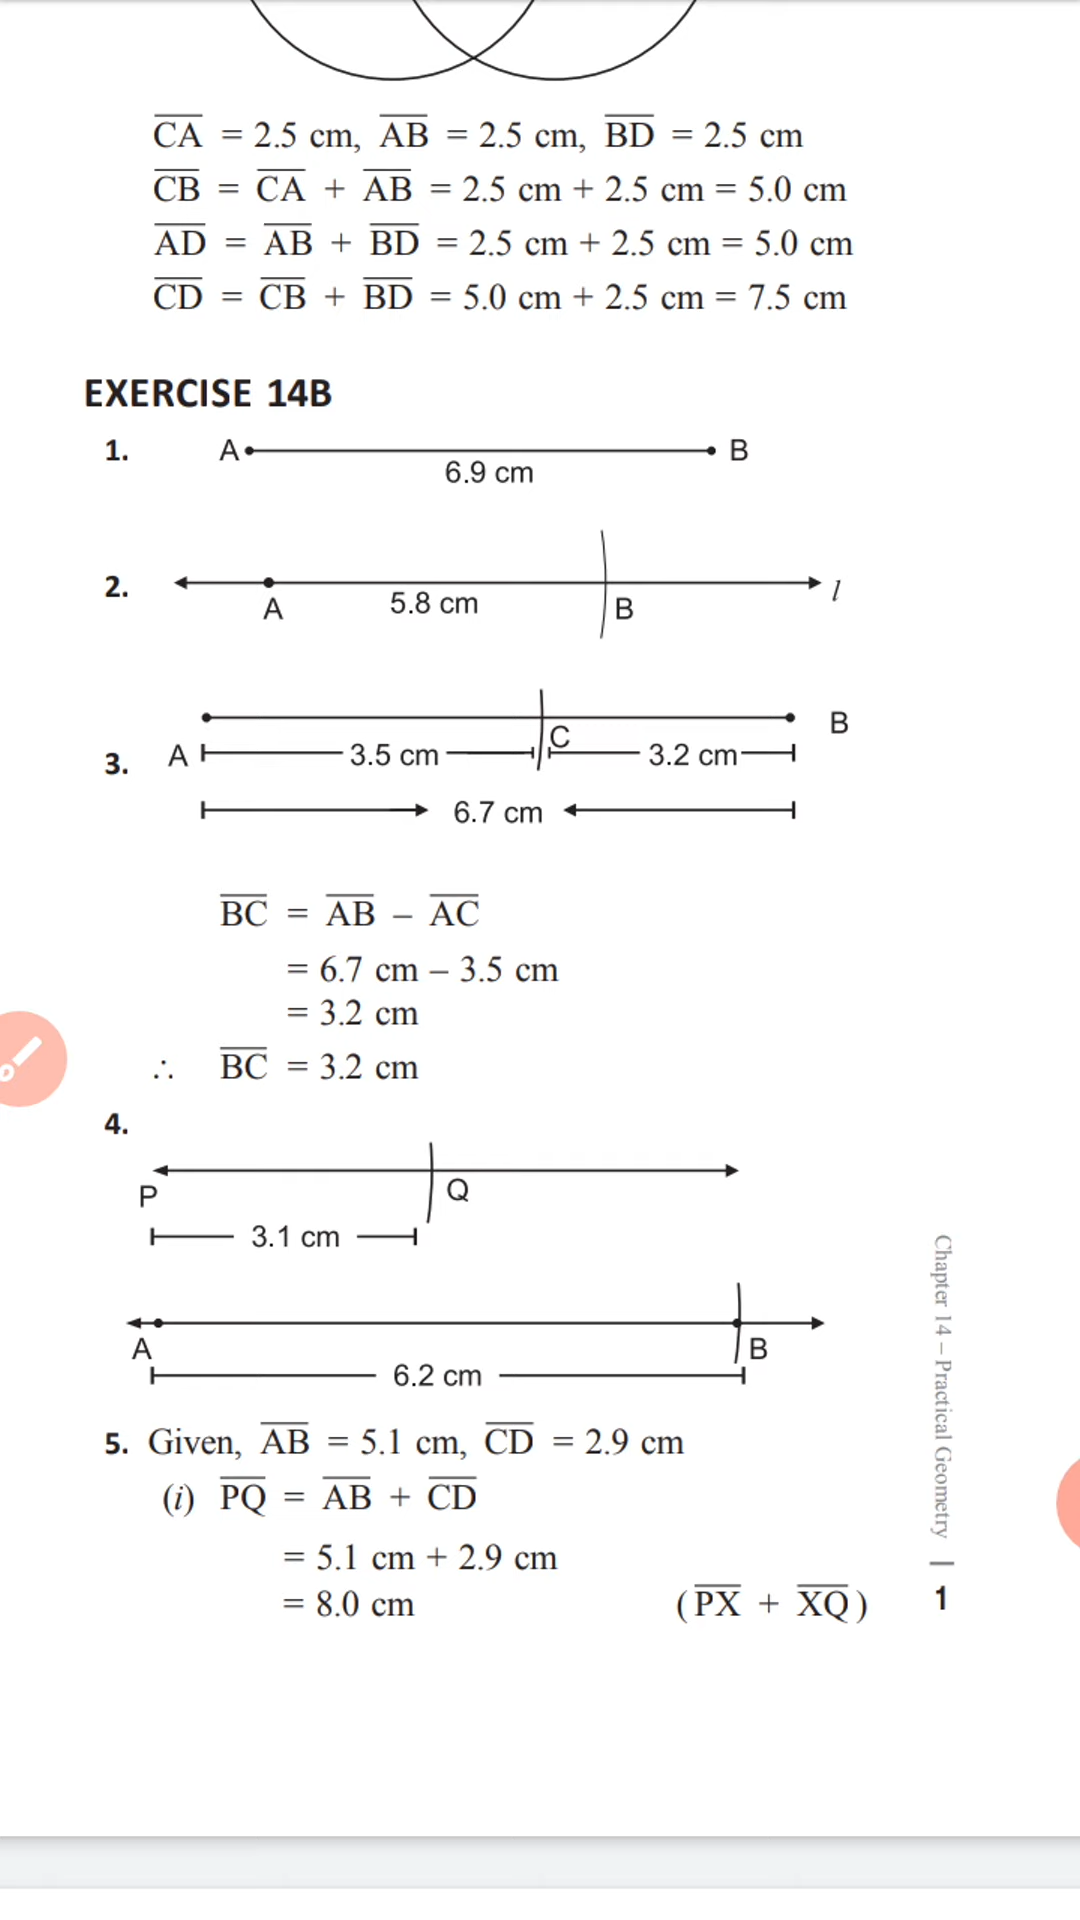 CA = 2.5 cm, AB = 2.5 cm, BD = 2.5 cm
CB = CA + AB = 2.5 cm + 2.5 cm = 5.0 cm
AD = AB + BD = 2.5 cm + 2.5 cm = 5.0 cm
CD = CB + BD = 5.0 cm + 2.5 cm = 7.5 cm
EXERCISE 14B
1. A B
6.9 cm
2. l
A 5.8 cm B
B
3. A 3.5 cm C 3.2 cm
6.7 cm
BC = AB – AC
= 6.7 cm – 3.5 cm
= 3.2 cm
∴ BC = 3.2 cm
4.
P Q
3.1 cm
A B
6.2 cm
5. Given, AB = 5.1 cm, CD = 2.9 cm
(i) PQ = AB + CD
= 5.1 cm + 2.9 cm
= 8.0 cm (PX + XQ)
Chapter 14 – Practical Geometry | 1